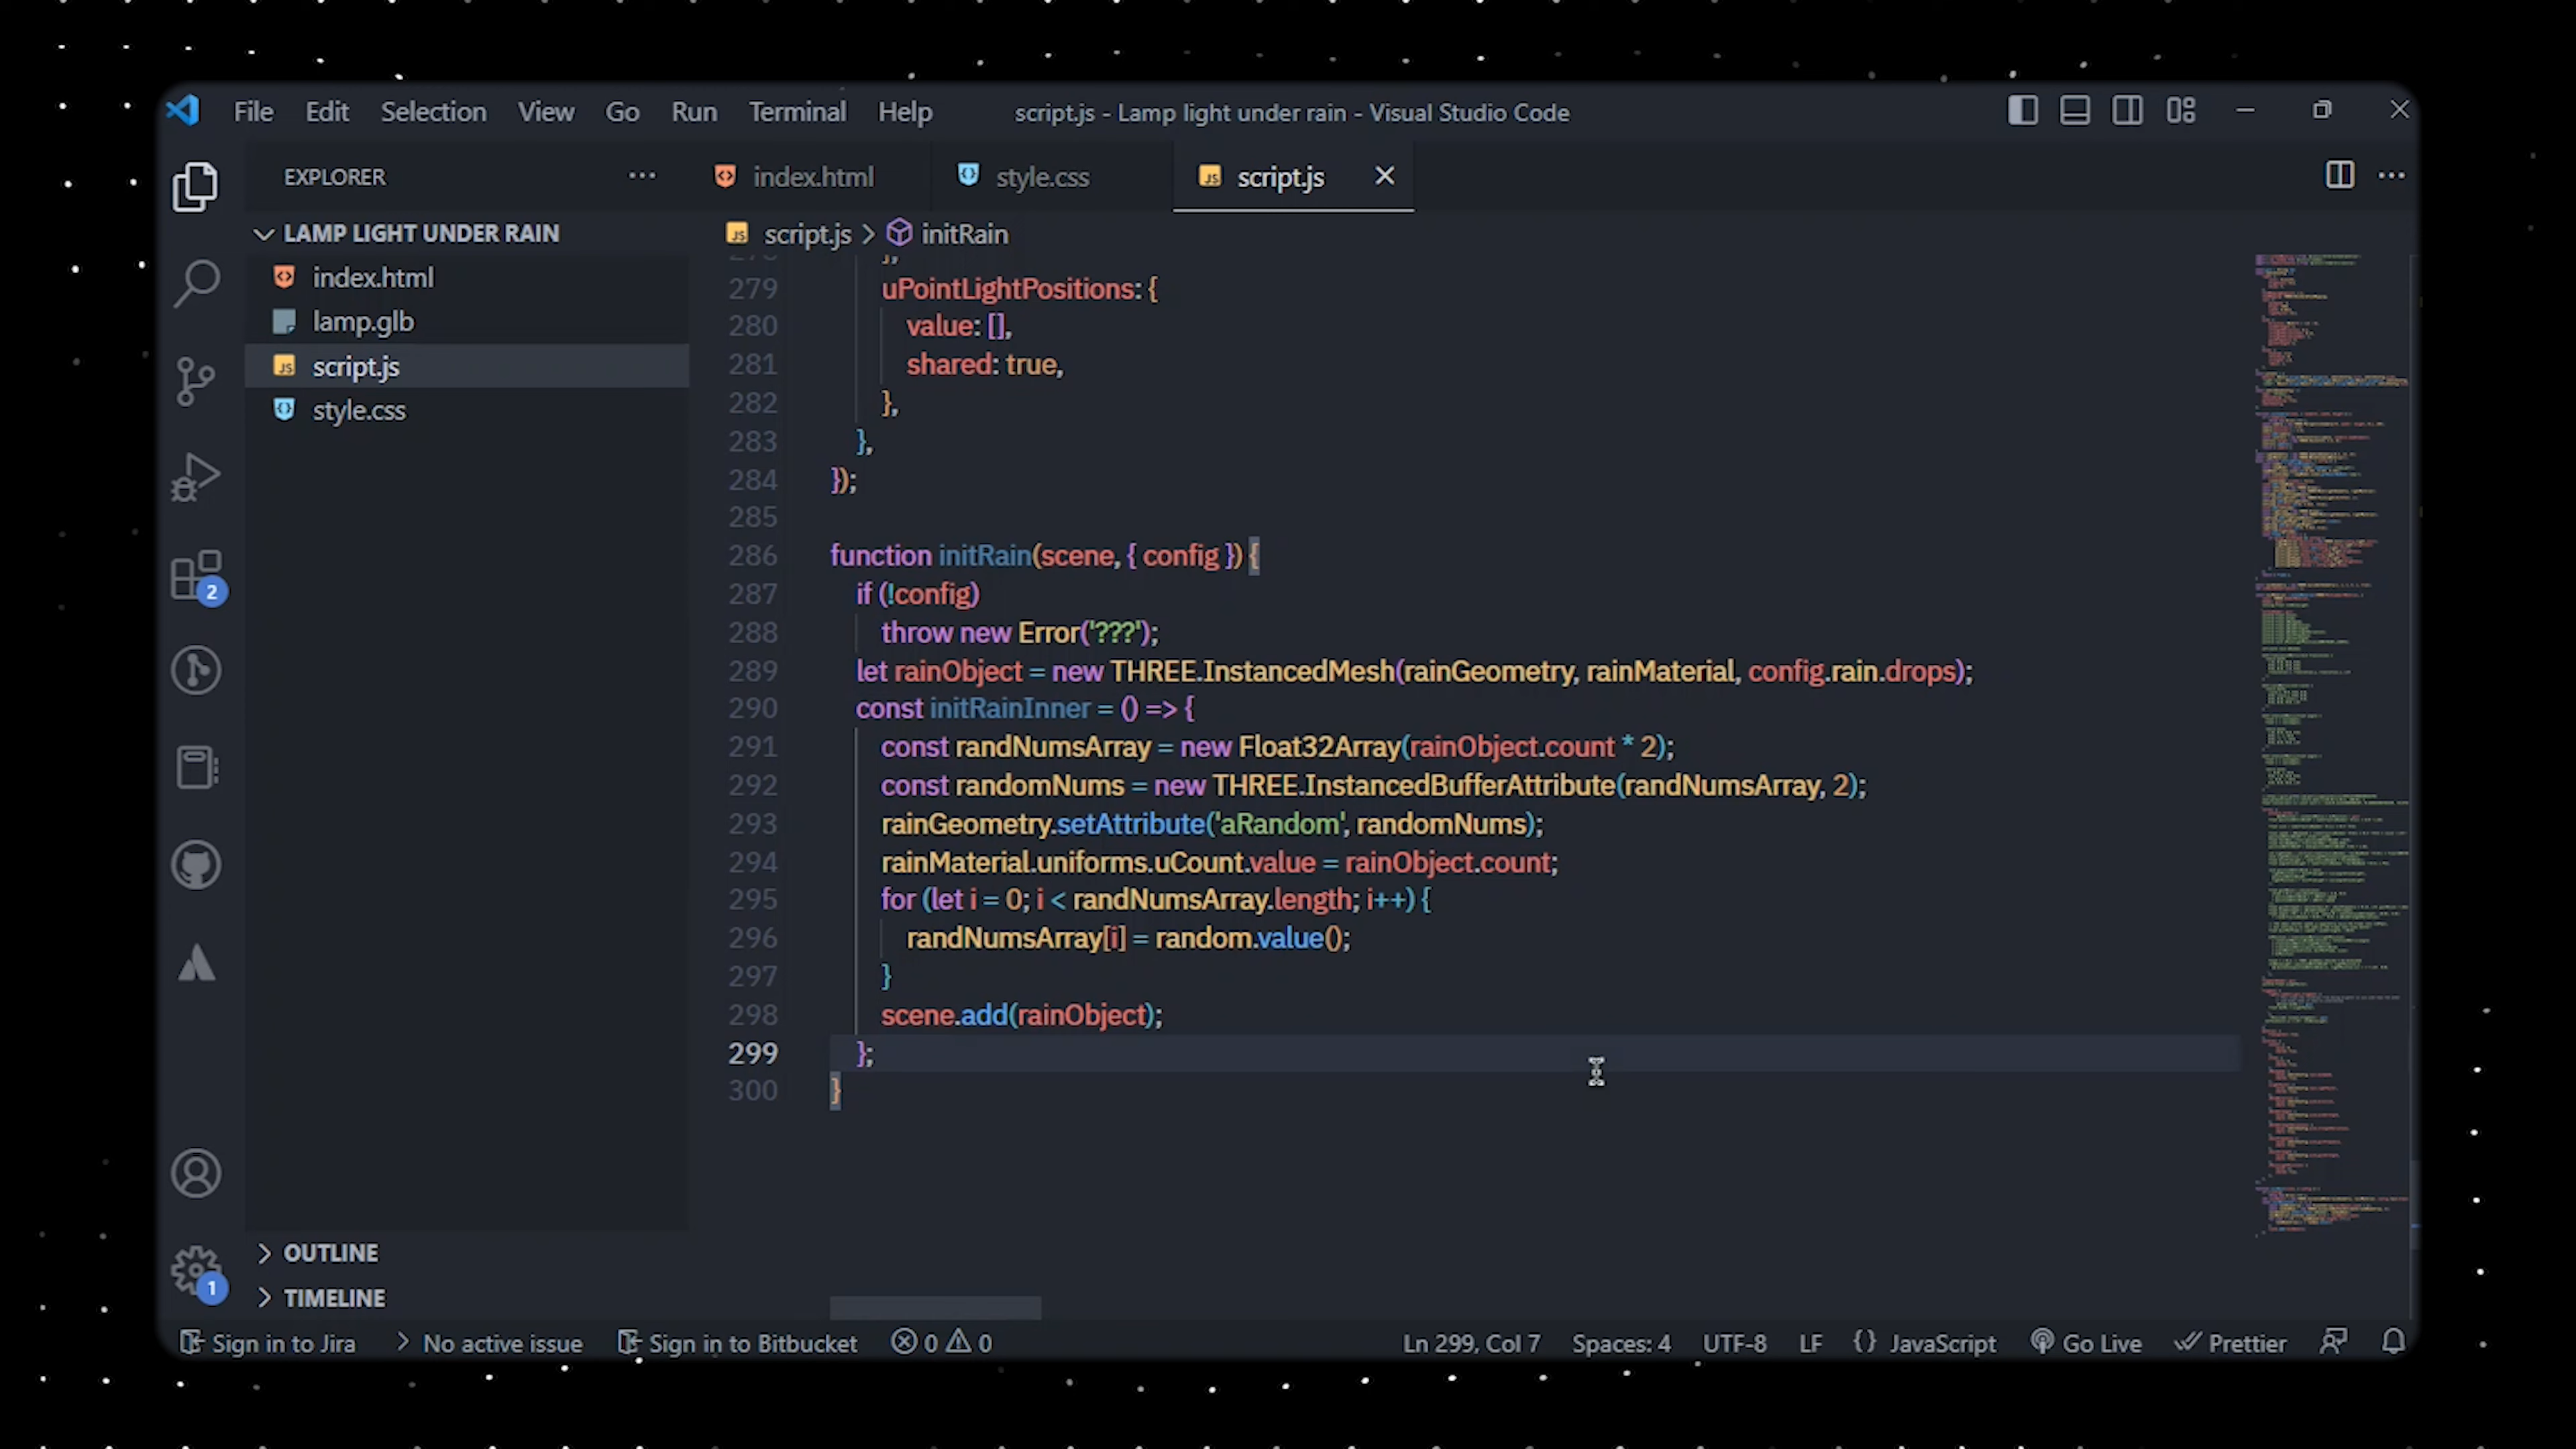 File Edit Selection View Go Run Terminal Help script.js - Lamp light under rain - Visual Studio Code
EXPLORER ··· index.html style.css script.js
LAMP LIGHT UNDER RAIN
script.js > initRain
index.html
lamp.glb
script.js
style.css
279 uPointLightPositions: {
280 value: [],
281 shared: true,
282 },
283 },
284 });
285
286 function initRain(scene, { config }) {
287 if (!config)
288 throw new Error('???');
289 let rainObject = new THREE.InstancedMesh(rainGeometry, rainMaterial, config.rain.drops);
290 const initRainInner = () => {
291 const randNumsArray = new Float32Array(rainObject.count * 2);
292 const randomNums = new THREE.InstancedBufferAttribute(randNumsArray, 2);
293 rainGeometry.setAttribute('aRandom', randomNums);
294 rainMaterial.uniforms.uCount.value = rainObject.count;
295 for (let i = 0; i < randNumsArray.length; i++) {
296 randNumsArray[i] = random.value();
297 }
298 scene.add(rainObject);
299 };
300 }
2
1
OUTLINE
TIMELINE
Sign in to Jira > No active issue Sign in to Bitbucket 0 0 Ln 299, Col 7 Spaces: 4 UTF-8 LF {} JavaScript Go Live Prettier